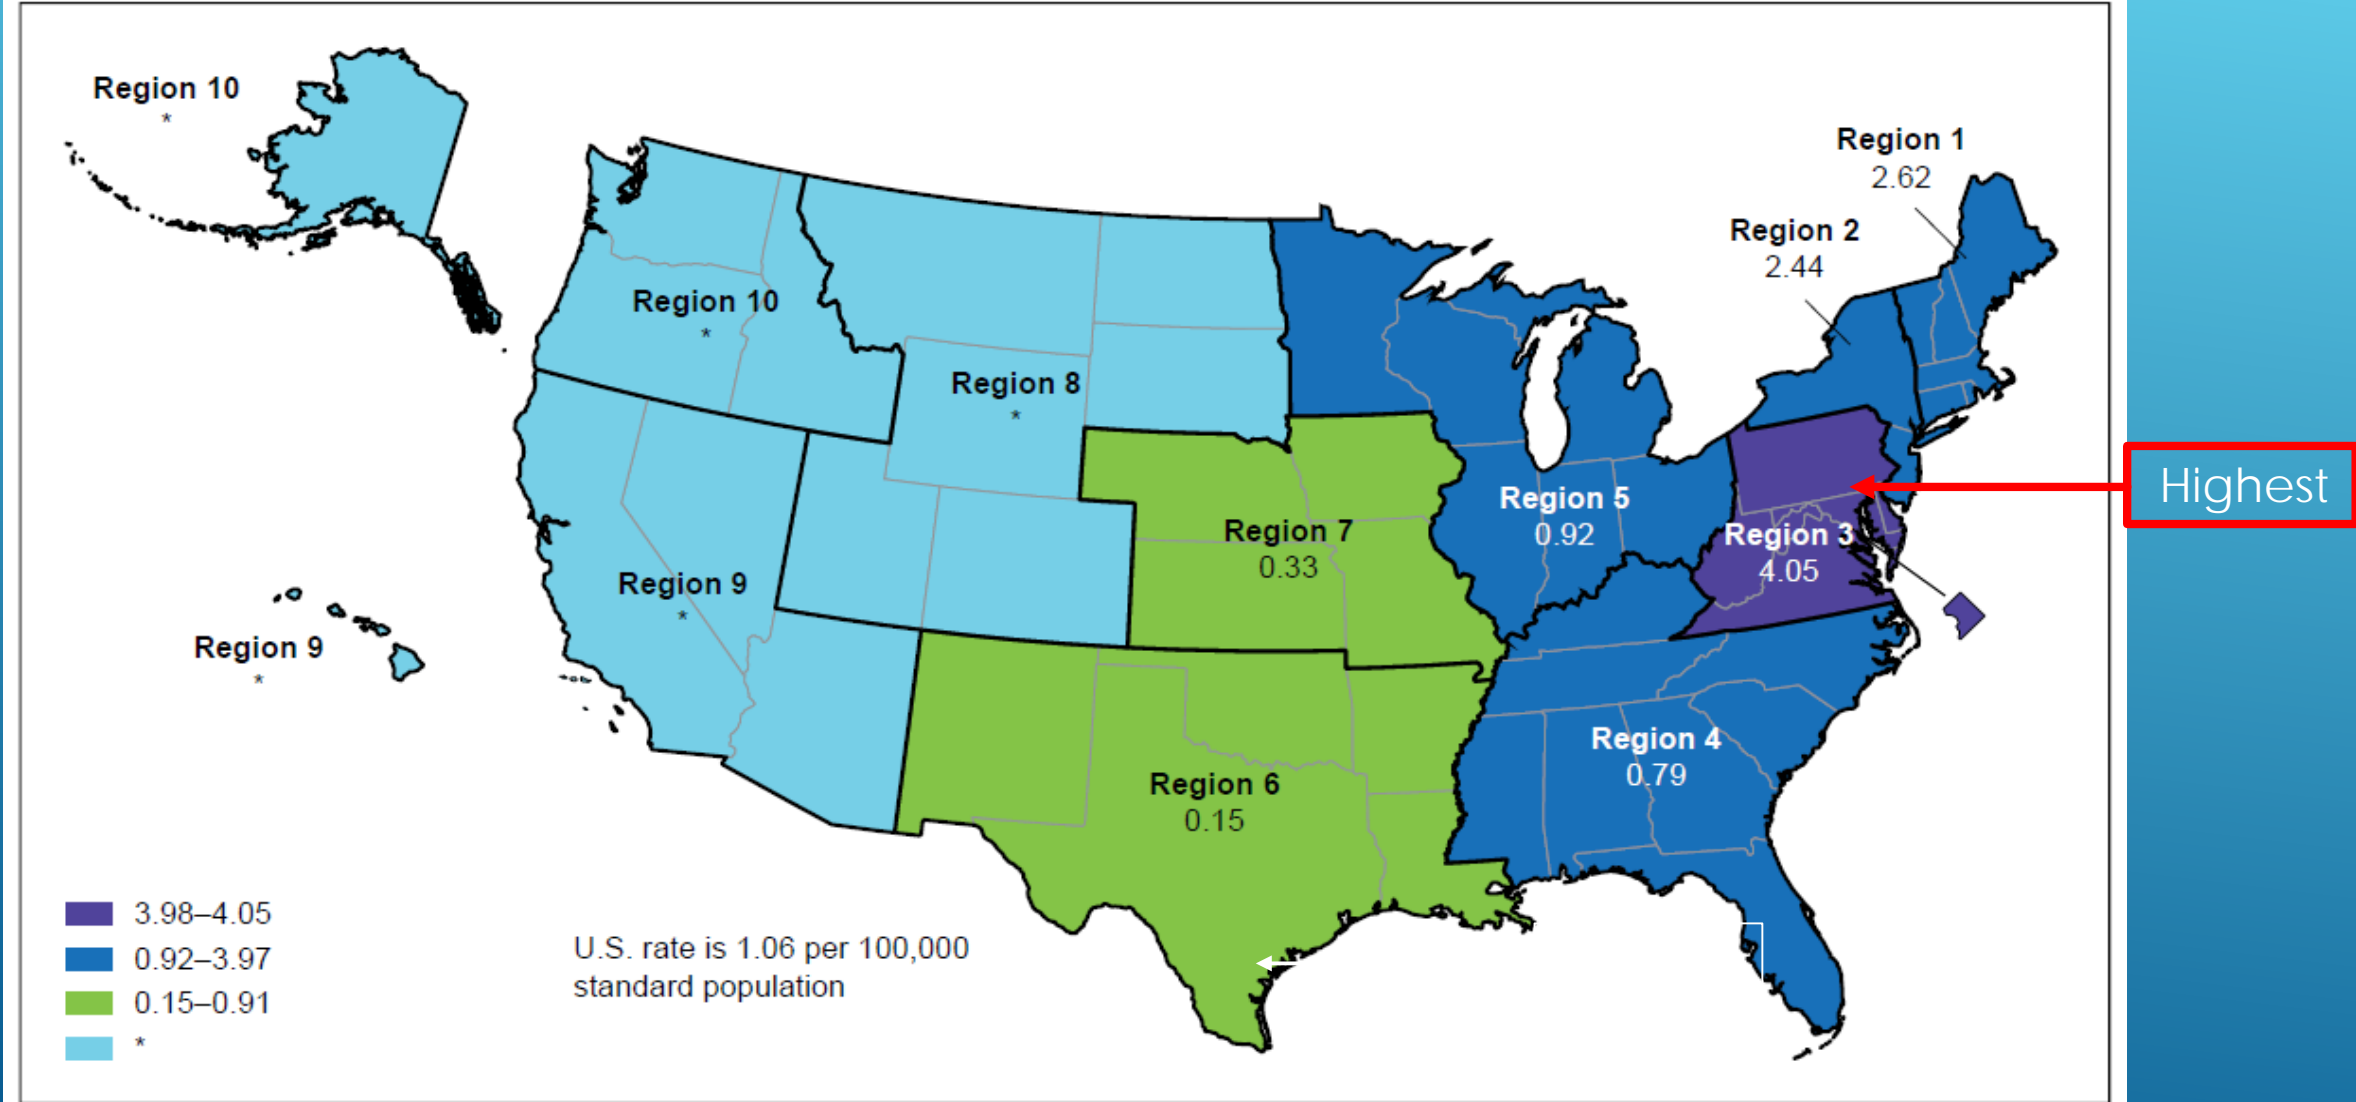 Region 10
*
Region 1
2.62
Region 2
2.44
Region 10
*
Region 8
*
Highest
Region 5
0.92
Region 7
0.33
Region 3
4.05
Region 9
*
Region 9
*
Region 4
0.79
Region 6
0.15
3.98–4.05
0.92–3.97
0.15–0.91
*
U.S. rate is 1.06 per 100,000
standard population